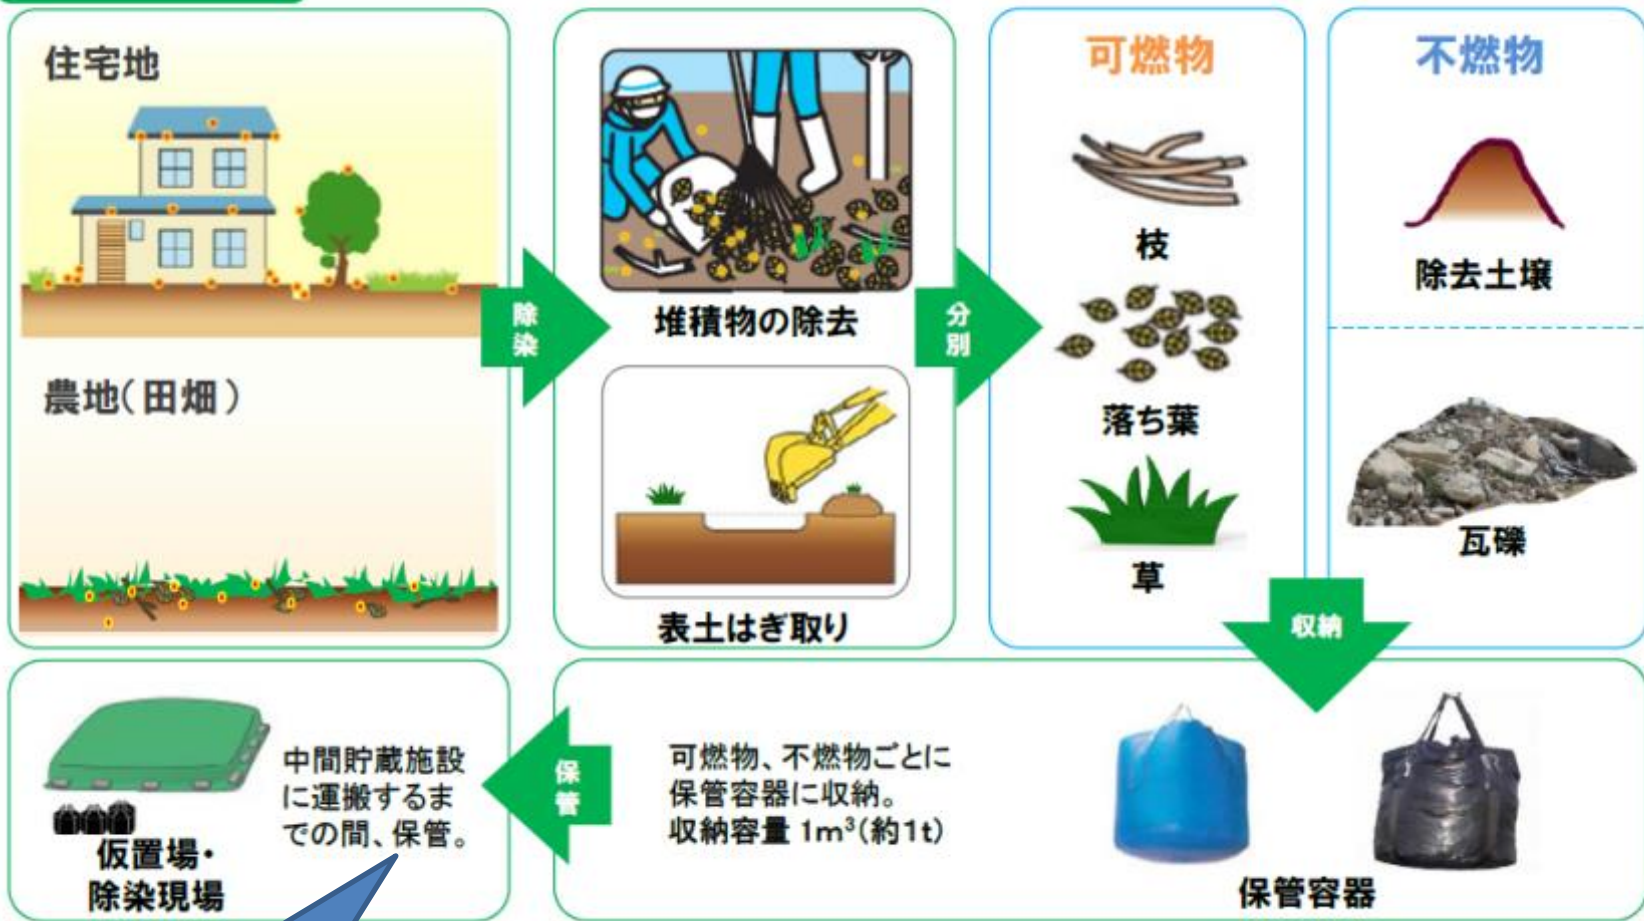 住宅地
農地(田畑)
除
染
堆積物の除去
表土はぎ取り
分
別
可燃物
枝
落ち葉
草
不燃物
除去土壌
瓦礫
収納
保管容器
可燃物、不燃物ごとに
保管容器に収納。
収納容量 1m³(約1t)
保
管
中間貯蔵施設
に運搬するま
での間、保管。
仮置場・
除染現場